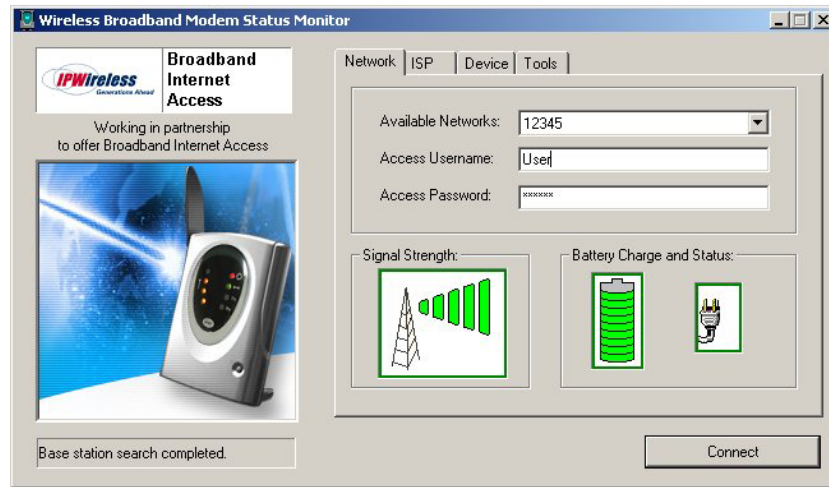 Wireless Broadband Modem Status Monitor
IPWireless
Generations Ahead
Broadband
Internet
Access
Working in partnership
to offer Broadband Internet Access
Network ISP Device Tools
Available Networks: 12345
Access Username: User
Access Password: ******
Signal Strength:
Battery Charge and Status:
Base station search completed.
Connect